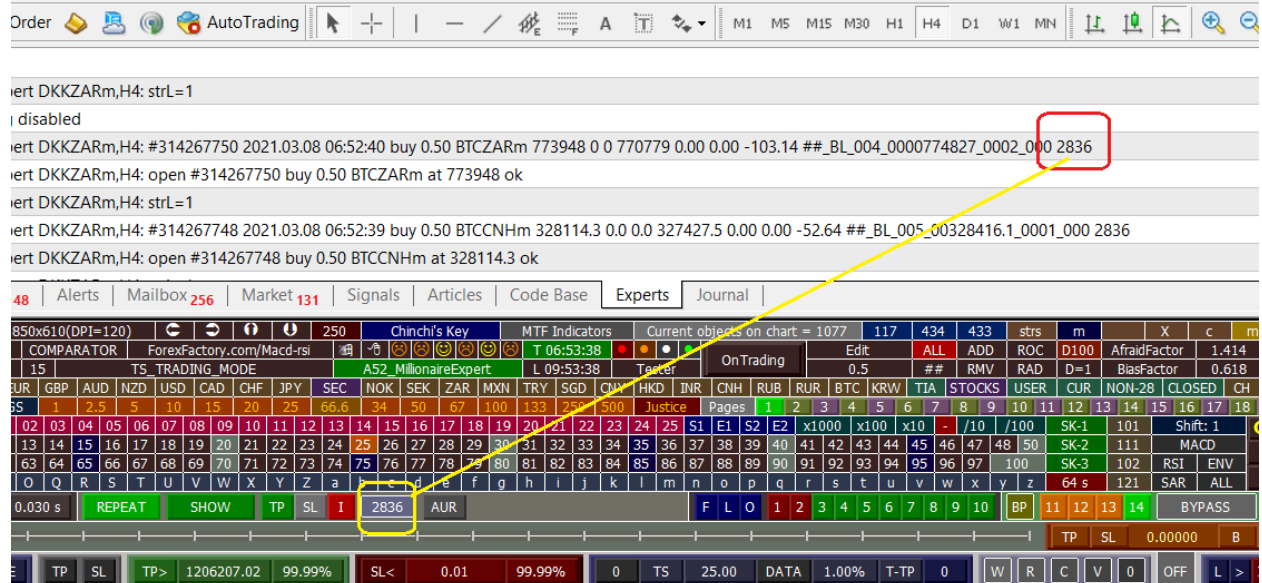 Order AutoTrading E F A T M1 M5 M15 M30 H1 H4 D1 W1 MN
ert DKKZARm,H4: strL=1
disabled
ert DKKZARm,H4: #314267750 2021.03.08 06:52:40 buy 0.50 BTCZARm 773948 0 0 770779 0.00 0.00 -103.14 ##_BL_004_0000774827_0002_000 2836
ert DKKZARm,H4: open #314267750 buy 0.50 BTCZARm at 773948 ok
ert DKKZARm,H4: strL=1
ert DKKZARm,H4: #314267748 2021.03.08 06:52:39 buy 0.50 BTCCNHm 328114.3 0.0 0.0 327427.5 0.00 0.00 -52.64 ##_BL_005_00328416.1_0001_000 2836
ert DKKZARm,H4: open #314267748 buy 0.50 BTCCNHm at 328114.3 ok
48 Alerts Mailbox 256 Market 131 Signals Articles Code Base Experts Journal
850x610(DPI=120) 250 Chinchi's Key MTF Indicators Current objects on chart = 1077 117 434 433 strs m X c m
COMPARATOR ForexFactory.com/Macd-rsi T 06:53:38 OnTrading Edit ALL ADD ROC D100 AfraidFactor 1.414
15 TS_TRADING_MODE A52_MillionaireExpert L 09:53:38 Tester 0.5 ## RMV RAD D=1 BiasFactor 0.618
EUR GBP AUD NZD USD CAD CHF JPY SEC NOK SEK ZAR MXN TRY SGD CNY HKD INR CNH RUB RUR BTC KRW TIA STOCKS USER CUR NON-28 CLOSED CH
SS 1 2.5 5 10 15 20 25 66.6 34 50 67 100 133 250 500 Justice Pages 1 2 3 4 5 6 7 8 9 10 11 12 13 14 15 16 17 18
02 03 04 05 06 07 08 09 10 11 12 13 14 15 16 17 18 19 20 21 22 23 24 25 S1 E1 S2 E2 x1000 x100 x10 - /10 /100 SK-1 101 Shift: 1
13 14 15 16 17 18 19 20 21 22 23 24 25 26 27 28 29 30 31 32 33 34 35 36 37 38 39 40 41 42 43 44 45 46 47 48 50 SK-2 111 MACD
63 64 65 66 67 68 69 70 71 72 73 74 75 76 77 78 79 80 81 82 83 84 85 86 87 88 89 90 91 92 93 94 95 96 97 100 SK-3 102 RSI ENV
O Q R S T U V W X Y Z a b c d e f g h i j k l m n o p q r s t u v w x y z 64 s 121 SAR ALL
0.030 s REPEAT SHOW TP SL I 2836 AUR F L O 1 2 3 4 5 6 7 8 9 10 BP 11 12 13 14 BYPASS
TP SL 0.00000 B
E TP SL TP> 1206207.02 99.99% SL< 0.01 99.99% 0 TS 25.00 DATA 1.00% T-TP 0 W R C V 0 OFF L >